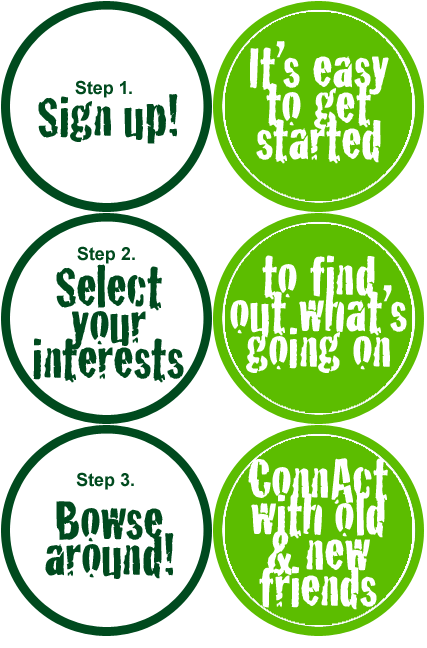 Step 1.
Sign up!
It's easy
to get
started
Step 2.
Select
your
interests
to find
out what's
going on
Step 3.
Bowse
around!
ConnAct
with old
& new
friends